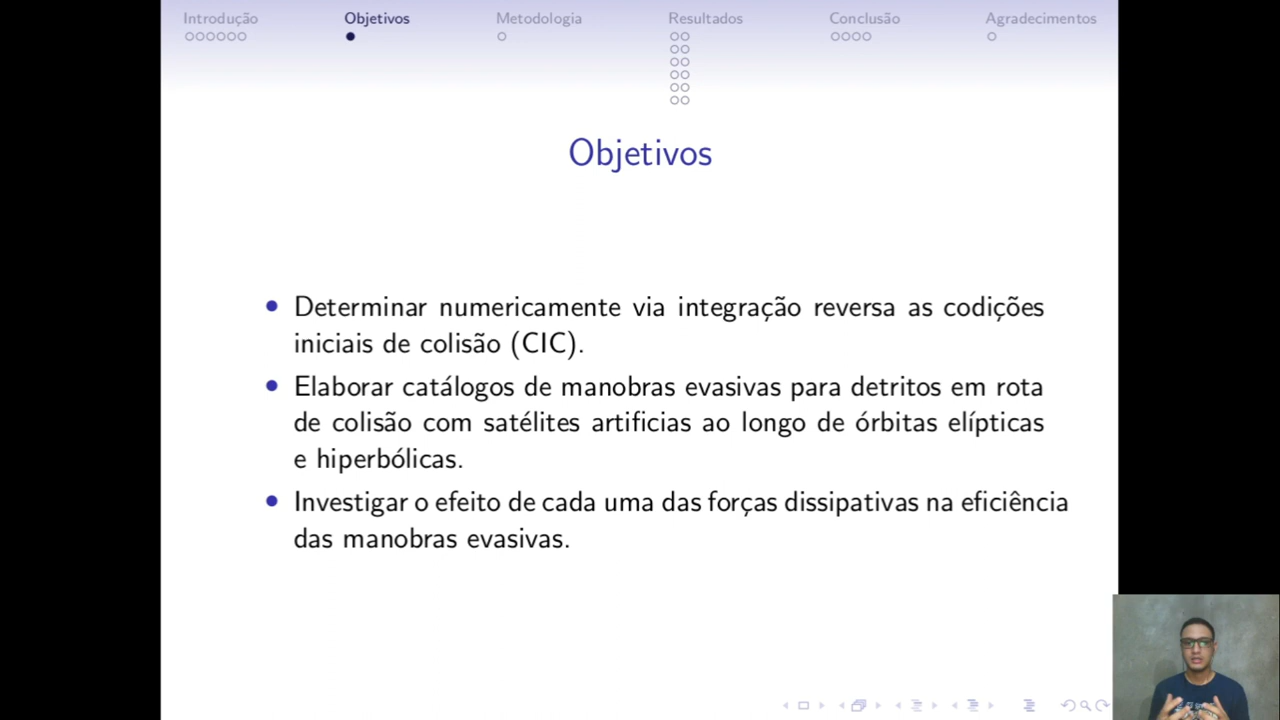 Introdução Objetivos Metodologia Resultados Conclusão Agradecimentos
Objetivos
Determinar numericamente via integração reversa as codições
iniciais de colisão (CIC).
Elaborar catálogos de manobras evasivas para detritos em rota
de colisão com satélites artificias ao longo de órbitas elípticas
e hiperbólicas.
Investigar o efeito de cada uma das forças dissipativas na eficiência
das manobras evasivas.